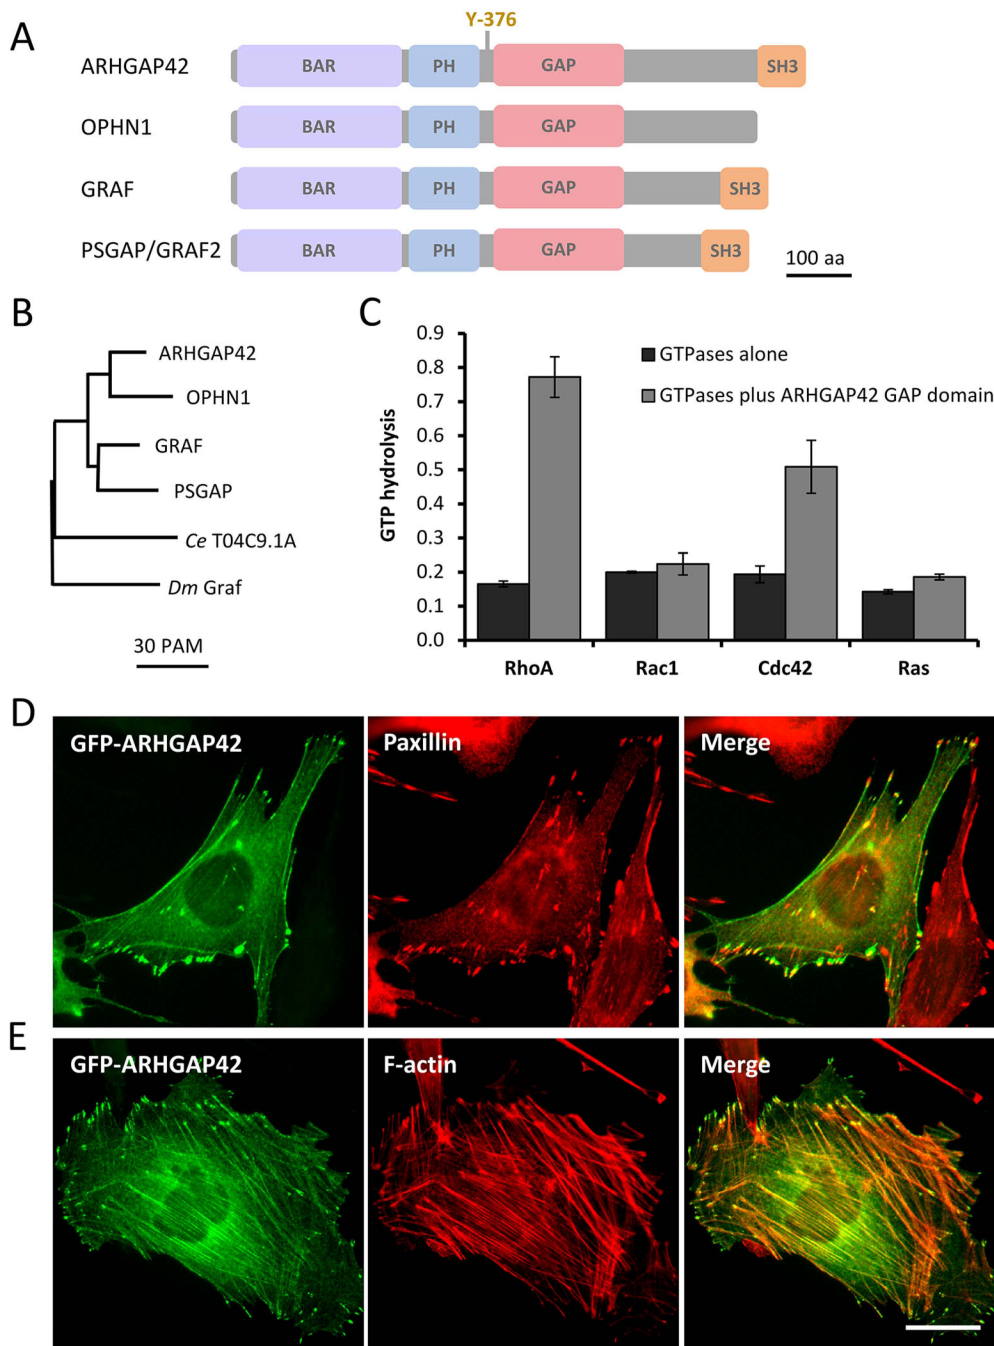 A
Y-376
ARHGAP42 BAR PH GAP SH3
OPHN1 BAR PH GAP
GRAF BAR PH GAP SH3
PSGAP/GRAF2 BAR PH GAP SH3
100 aa
B
ARHGAP42
OPHN1
GRAF
PSGAP
Ce T04C9.1A
Dm Graf
30 PAM
C
GTP hydrolysis
0.9
0.8
0.7
0.6
0.5
0.4
0.3
0.2
0.1
0.0
GTPases alone
GTPases plus ARHGAP42 GAP domain
RhoA Rac1 Cdc42 Ras
D
GFP-ARHGAP42 Paxillin Merge
E
GFP-ARHGAP42 F-actin Merge